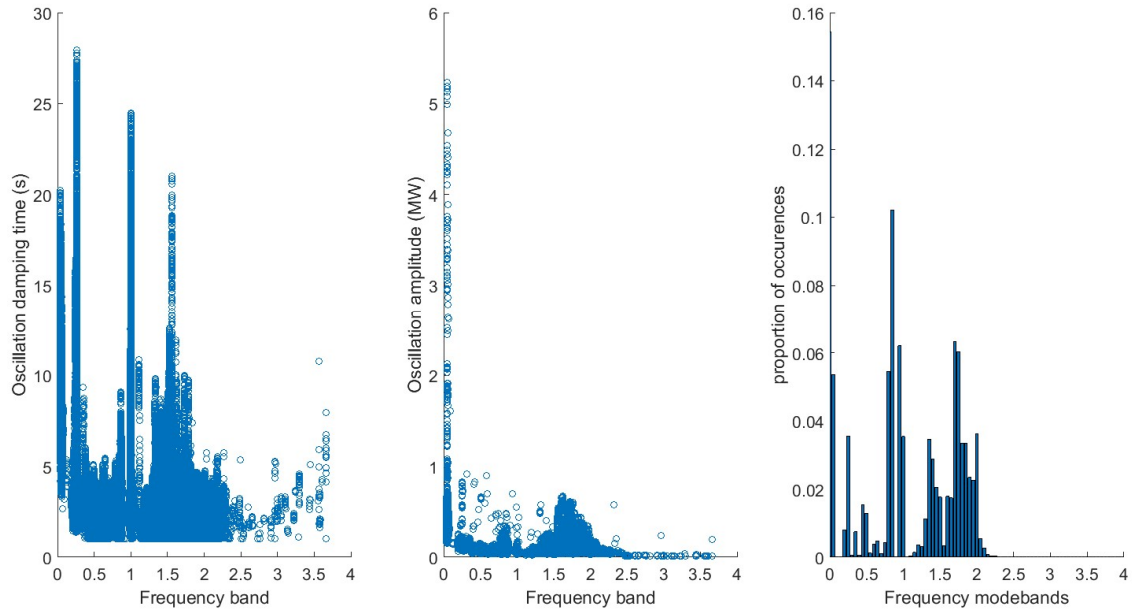 30
25
20
15
10
5
0
Oscillation damping time (s)
0 0.5 1 1.5 2 2.5 3 3.5 4
Frequency band
6
5
4
3
2
1
0
Oscillation amplitude (MW)
0 0.5 1 1.5 2 2.5 3 3.5 4
Frequency band
0.16
0.14
0.12
0.1
0.08
0.06
0.04
0.02
0
proportion of occurences
0 0.5 1 1.5 2 2.5 3 3.5 4
Frequency modebands